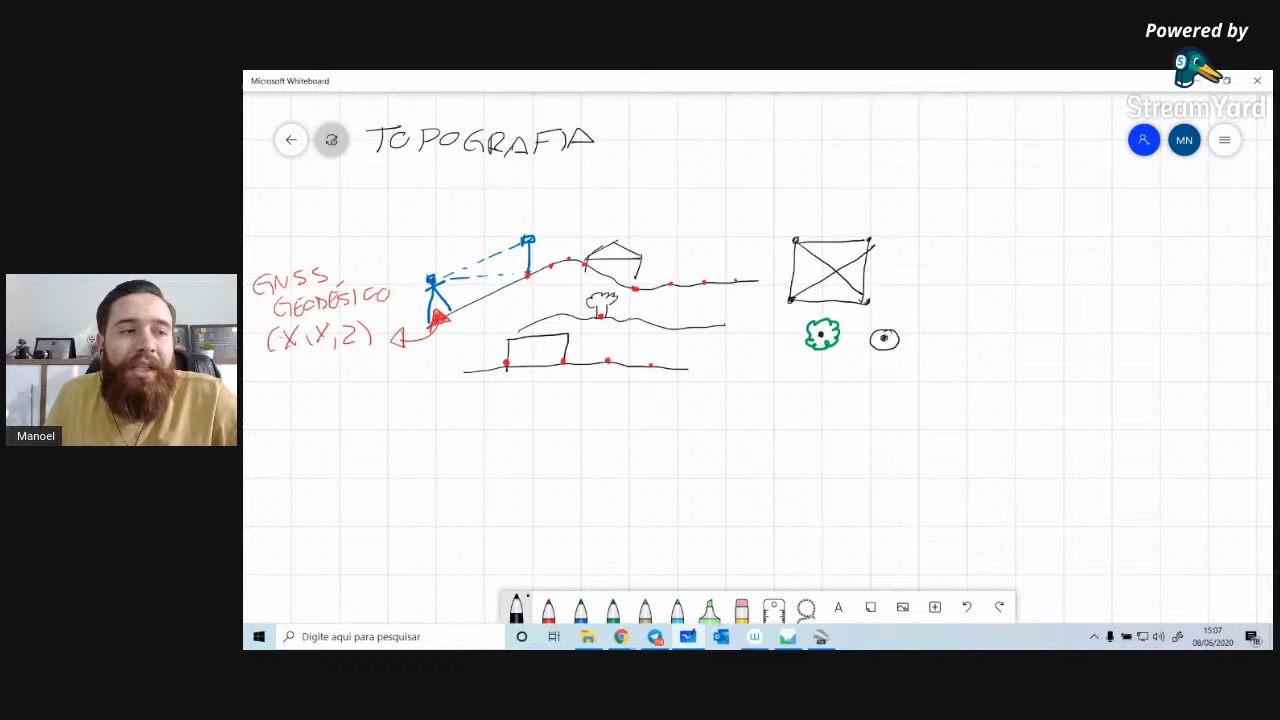 Powered by
StreamYard
Microsoft Whiteboard
TOPOGRAFIA
MN
GNSS
GEODÉSICO
(X,Y,Z)
Manoel
A
Digite aqui para pesquisar
15:07
08/06/2020